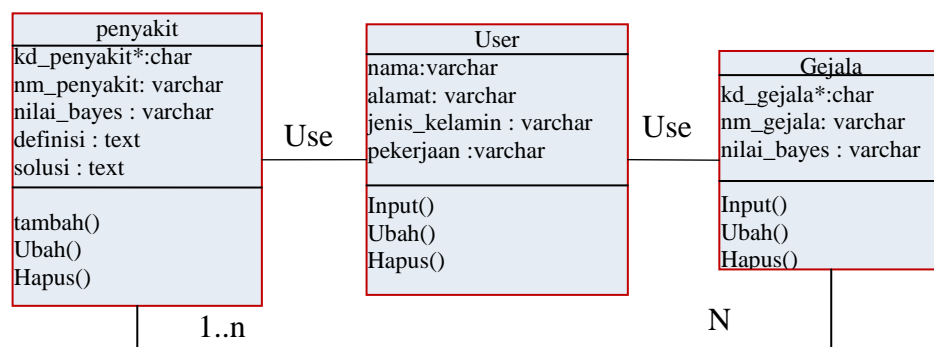 penyakit
kd_penyakit*:char
nm_penyakit: varchar
nilai_bayes : varchar
definisi : text
solusi : text
tambah()
Ubah()
Hapus()
Use
User
nama:varchar
alamat: varchar
jenis_kelamin : varchar
pekerjaan :varchar
Input()
Ubah()
Hapus()
Use
Gejala
kd_gejala*:char
nm_gejala: varchar
nilai_bayes : varchar
Input()
Ubah()
Hapus()
1..n
N